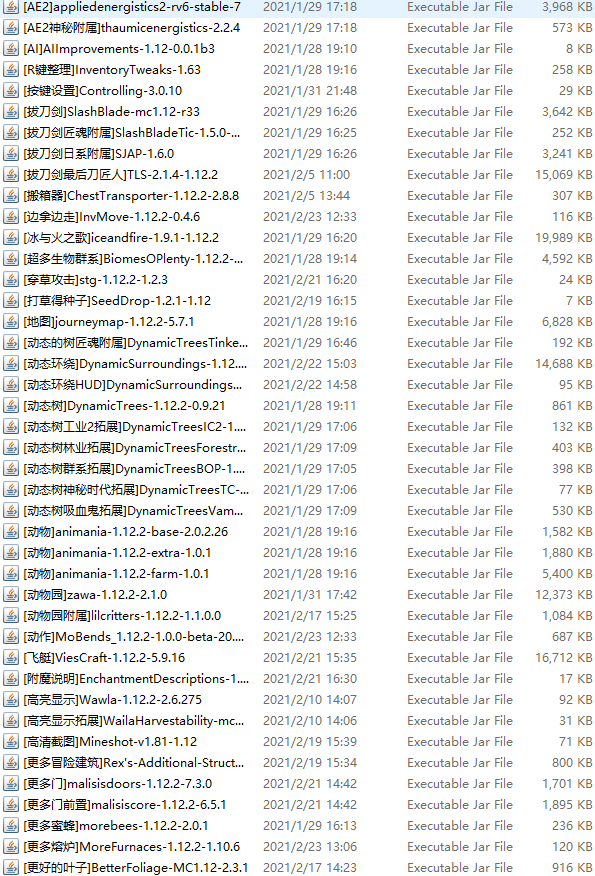 [AE2]appliedenergistics2-rv6-stable-7 2021/1/29 17:18 Executable Jar File 3,968 KB
[AE2神秘附属]thaumicenergistics-2.2.4 2021/1/29 17:18 Executable Jar File 573 KB
[AI]AIImprovements-1.12-0.0.1b3 2021/1/28 19:10 Executable Jar File 8 KB
[R键整理]InventoryTweaks-1.63 2021/1/28 19:16 Executable Jar File 258 KB
[按键设置]Controlling-3.0.10 2021/1/31 21:48 Executable Jar File 29 KB
[拔刀剑]SlashBlade-mc1.12-r33 2021/1/29 16:26 Executable Jar File 3,642 KB
[拔刀剑匠魂附属]SlashBladeTic-1.5.0-... 2021/1/29 16:25 Executable Jar File 252 KB
[拔刀剑日系附属]SJAP-1.6.0 2021/1/29 16:26 Executable Jar File 3,241 KB
[拔刀剑最后刀匠人]TLS-2.1.4-1.12.2 2021/2/5 11:00 Executable Jar File 15,069 KB
[搬箱器]ChestTransporter-1.12.2-2.8.8 2021/2/5 13:44 Executable Jar File 307 KB
[边拿边走]InvMove-1.12.2-0.4.6 2021/2/23 12:33 Executable Jar File 116 KB
[冰与火之歌]iceandfire-1.9.1-1.12.2 2021/1/29 16:20 Executable Jar File 19,989 KB
[超多生物群系]BiomesOPlenty-1.12.2-... 2021/1/28 19:14 Executable Jar File 4,592 KB
[穿草攻击]stg-1.12.2-1.2.3 2021/2/21 16:20 Executable Jar File 24 KB
[打草得种子]SeedDrop-1.2.1-1.12 2021/2/19 16:15 Executable Jar File 7 KB
[地图]journeymap-1.12.2-5.7.1 2021/1/28 19:16 Executable Jar File 6,828 KB
[动态的树匠魂附属]DynamicTreesTinke... 2021/1/29 16:46 Executable Jar File 192 KB
[动态环绕]DynamicSurroundings-1.12.... 2021/2/22 15:03 Executable Jar File 14,688 KB
[动态环绕HUD]DynamicSurroundings... 2021/2/22 14:58 Executable Jar File 95 KB
[动态树]DynamicTrees-1.12.2-0.9.21 2021/1/28 19:11 Executable Jar File 861 KB
[动态树工业2拓展]DynamicTreesIC2-1.... 2021/1/29 17:06 Executable Jar File 132 KB
[动态树林业拓展]DynamicTreesForestr... 2021/1/29 17:09 Executable Jar File 403 KB
[动态树群系拓展]DynamicTreesBOP-1.... 2021/1/29 17:05 Executable Jar File 398 KB
[动态树神秘时代拓展]DynamicTreesTC-... 2021/1/29 17:06 Executable Jar File 77 KB
[动态树吸血鬼拓展]DynamicTreesVam... 2021/1/29 17:09 Executable Jar File 530 KB
[动物]animania-1.12.2-base-2.0.2.26 2021/1/28 19:16 Executable Jar File 1,582 KB
[动物]animania-1.12.2-extra-1.0.1 2021/1/28 19:16 Executable Jar File 1,880 KB
[动物]animania-1.12.2-farm-1.0.1 2021/1/28 19:16 Executable Jar File 5,400 KB
[动物园]zawa-1.12.2-2.1.0 2021/1/31 17:42 Executable Jar File 12,373 KB
[动物园附属]lilcritters-1.12.2-1.1.0.0 2021/2/17 15:25 Executable Jar File 1,084 KB
[动作]MoBends_1.12.2-1.0.0-beta-20.... 2021/2/23 12:33 Executable Jar File 687 KB
[飞艇]ViesCraft-1.12.2-5.9.16 2021/2/21 15:35 Executable Jar File 16,712 KB
[附魔说明]EnchantmentDescriptions-1.... 2021/2/21 16:30 Executable Jar File 17 KB
[高亮显示]Wawla-1.12.2-2.6.275 2021/2/10 14:07 Executable Jar File 92 KB
[高亮显示拓展]WailaHarvestability-mc... 2021/2/10 14:06 Executable Jar File 31 KB
[高清截图]Mineshot-v1.81-1.12 2021/2/19 15:39 Executable Jar File 71 KB
[更多冒险建筑]Rex's-Additional-Struct... 2021/2/19 15:34 Executable Jar File 800 KB
[更多门]malisisdoors-1.12.2-7.3.0 2021/2/21 14:42 Executable Jar File 1,701 KB
[更多门前置]malisiscore-1.12.2-6.5.1 2021/2/21 14:42 Executable Jar File 1,895 KB
[更多蜜蜂]morebees-1.12.2-2.0.1 2021/1/29 16:13 Executable Jar File 236 KB
[更多熔炉]MoreFurnaces-1.12.2-1.10.6 2021/2/23 13:06 Executable Jar File 120 KB
[更好的叶子]BetterFoliage-MC1.12-2.3.1 2021/2/17 14:23 Executable Jar File 916 KB